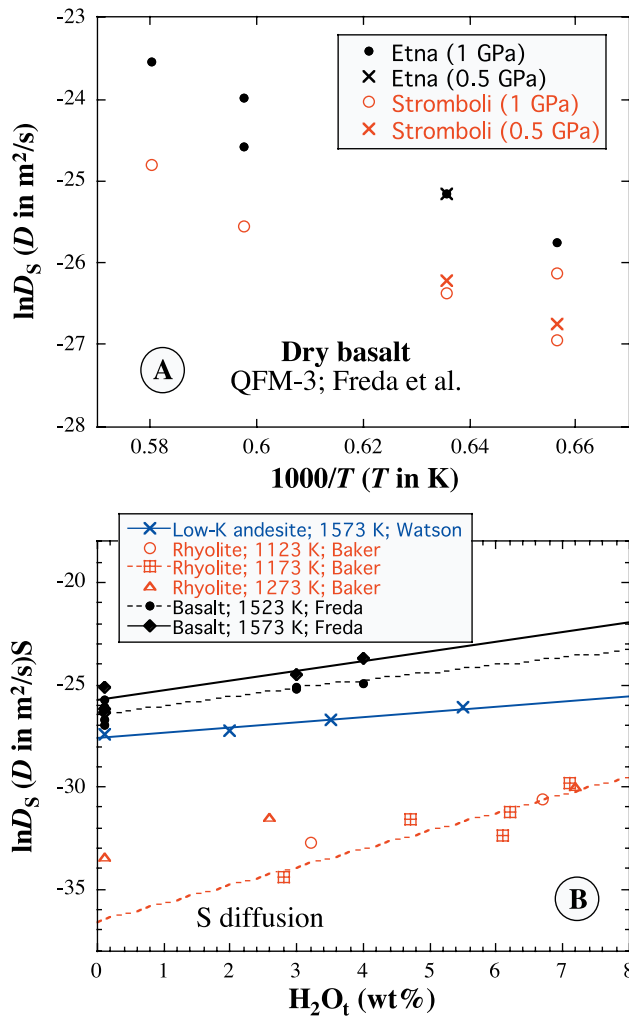 -23
-24
-25
-26
-27
-28
lnD_S (D in m²/s)
Etna (1 GPa)
Etna (0.5 GPa)
Stromboli (1 GPa)
Stromboli (0.5 GPa)
A
Dry basalt
QFM-3; Freda et al.
0.58 0.6 0.62 0.64 0.66
1000/T (T in K)
Low-K andesite; 1573 K; Watson
Rhyolite; 1123 K; Baker
Rhyolite; 1173 K; Baker
Rhyolite; 1273 K; Baker
Basalt; 1523 K; Freda
Basalt; 1573 K; Freda
-20
-25
-30
-35
lnD_S (D in m²/s)S
S diffusion
B
0 1 2 3 4 5 6 7 8
H₂Oₜ (wt%)